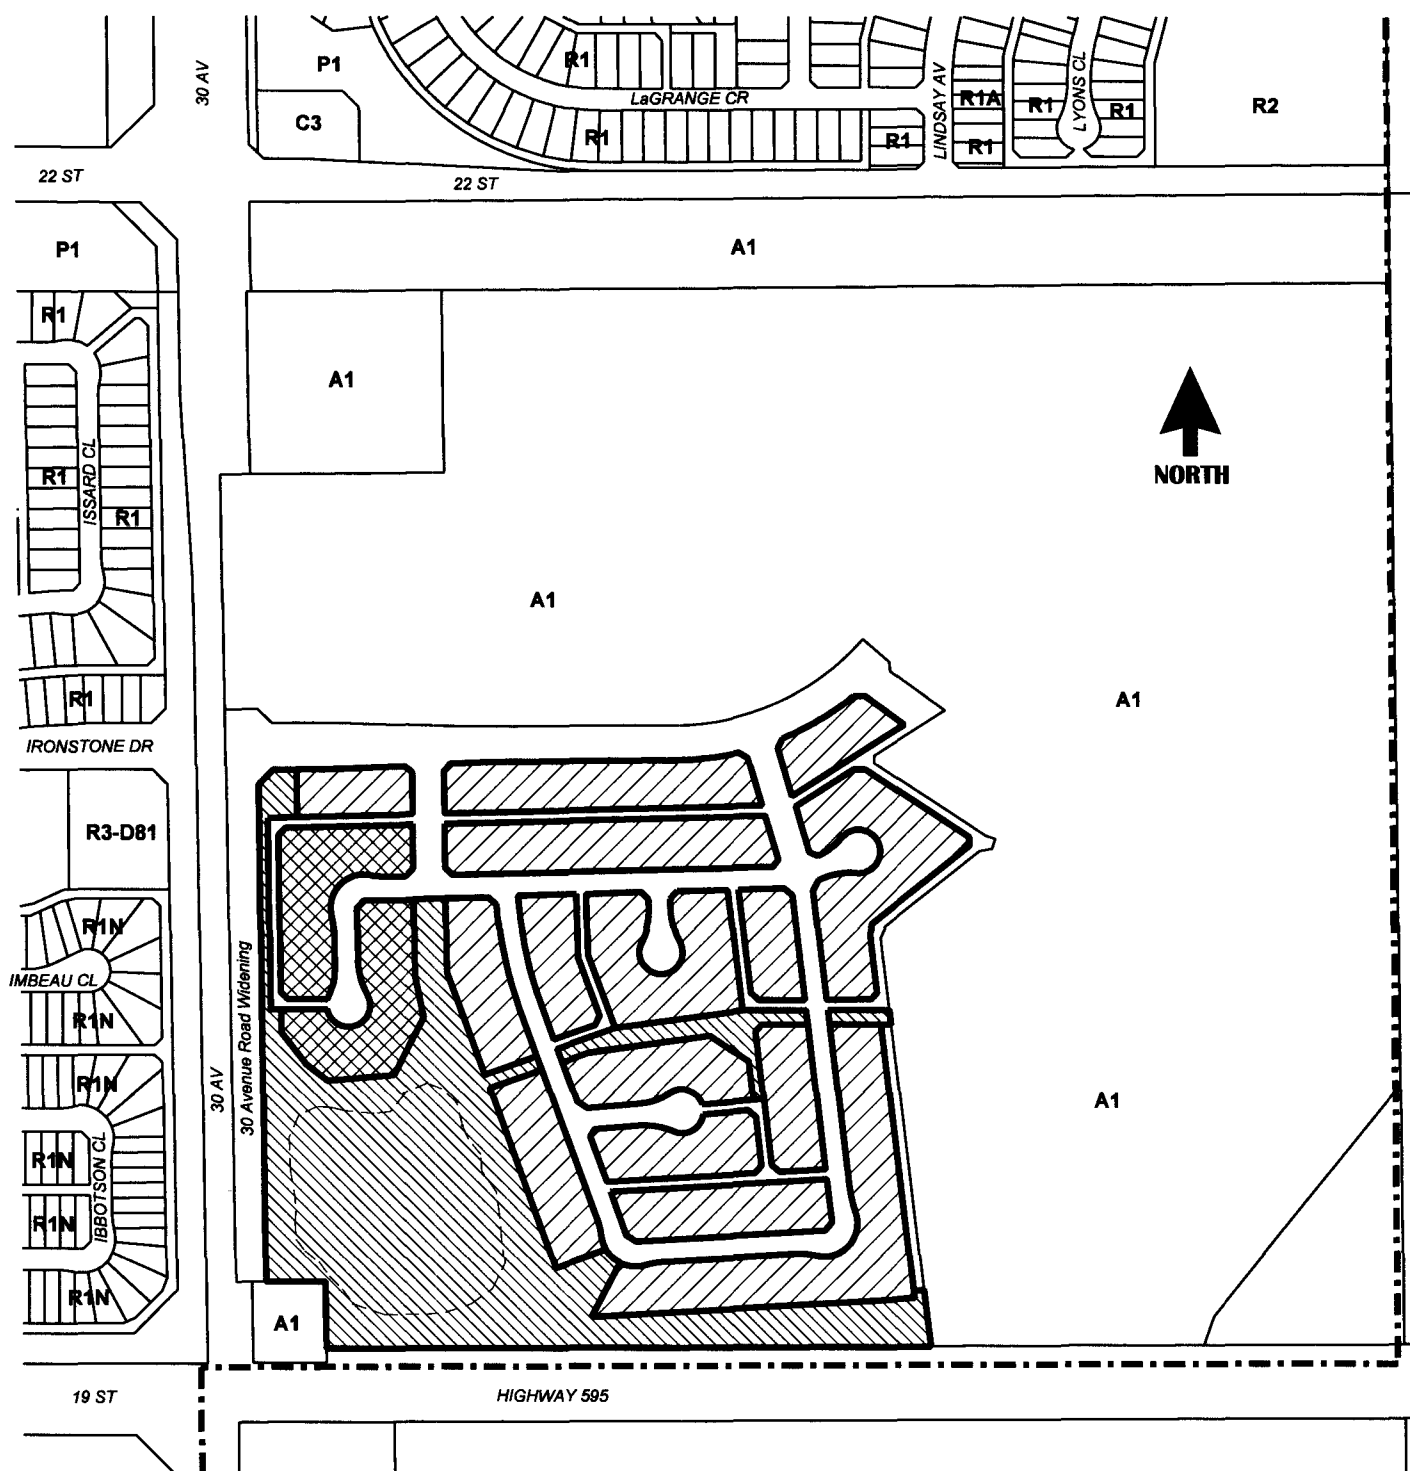 P1
R1
30 AV
LaGRANGE CR
LINDSAY AV
R1A
R1
LYONS CL
R1
R2
C3
R1
R1
R1
22 ST
22 ST
P1
A1
R1
A1
NORTH
R1
ISSARD CL
R1
A1
R1
A1
IRONSTONE DR
R3-D81
R1N
IMBEAU CL
R1N
30 Avenue Road Widening
R1N
30 AV
A1
R1N
IBBOTSON CL
R1N
R1N
A1
19 ST
HIGHWAY 595